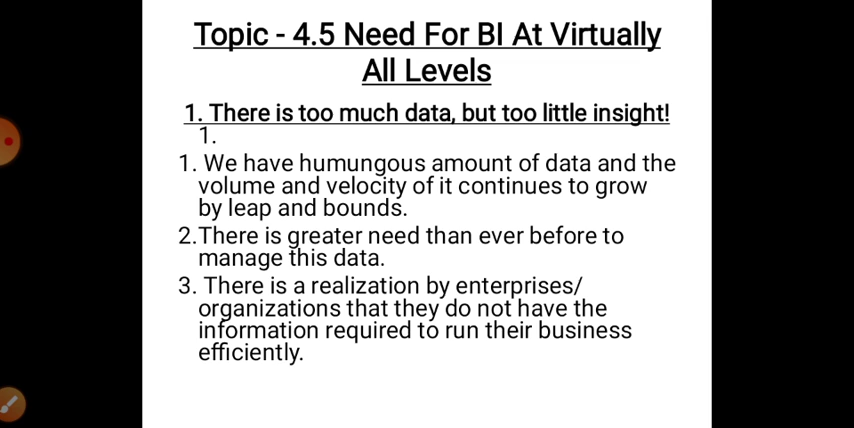 Topic - 4.5 Need For BI At Virtually
All Levels
1. There is too much data, but too little insight!
1.
1. We have humungous amount of data and the
volume and velocity of it continues to grow
by leap and bounds.
2.There is greater need than ever before to
manage this data.
3. There is a realization by enterprises/
organizations that they do not have the
information required to run their business
efficiently.